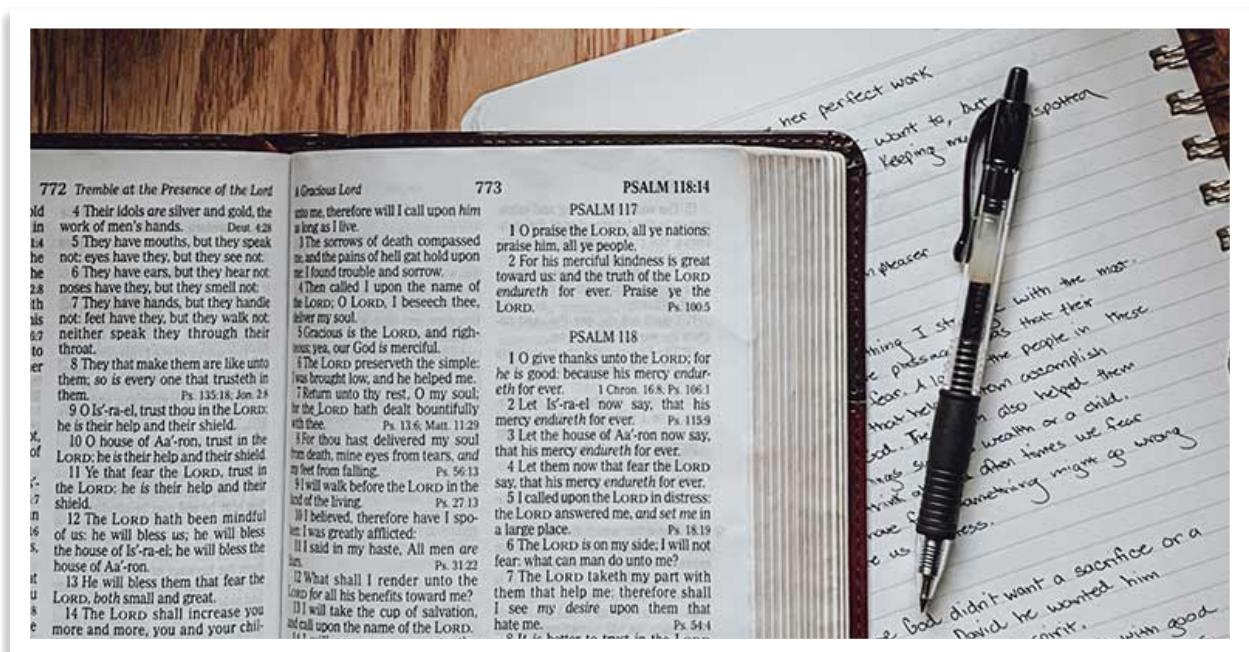 772 Tremble at the Presence of the Lord
4 Their idols are silver and gold, the
work of men's hands. Deut. 4:28
5 They have mouths, but they speak
not: eyes have they, but they see not:
6 They have ears, but they hear not:
noses have they, but they smell not:
7 They have hands, but they handle
not: feet have they, but they walk not:
neither speak they through their
throat.
8 They that make them are like unto
them; so is every one that trusteth in
them. Ps. 135:18; Jon. 2:8
9 O Is'-ra-el, trust thou in the LORD:
he is their help and their shield.
10 O house of Aa'-ron, trust in the
LORD: he is their help and their shield.
11 Ye that fear the LORD, trust in
the LORD: he is their help and their
shield.
12 The LORD hath been mindful
of us: he will bless us; he will bless
the house of Is'-ra-el; he will bless the
house of Aa'-ron.
13 He will bless them that fear the
LORD, both small and great.
14 The LORD shall increase you
more and more, you and your chil-
A Gracious Lord 773 PSALM 118:14
unto me, therefore will I call upon him
as long as I live.
3 The sorrows of death compassed
me, and the pains of hell gat hold upon
me: I found trouble and sorrow.
4 Then called I upon the name of
the LORD; O LORD, I beseech thee,
deliver my soul.
5 Gracious is the LORD, and righ-
teous; yea, our God is merciful.
6 The LORD preserveth the simple:
I was brought low, and he helped me.
7 Return unto thy rest, O my soul;
for the LORD hath dealt bountifully
with thee. Ps. 13:6; Matt. 11:29
8 For thou hast delivered my soul
from death, mine eyes from tears, and
my feet from falling. Ps. 56:13
9 I will walk before the LORD in the
land of the living. Ps. 27:13
10 I believed, therefore have I spo-
ken: I was greatly afflicted:
11 I said in my haste, All men are
liars. Ps. 31:22
12 What shall I render unto the
LORD for all his benefits toward me?
13 I will take the cup of salvation,
and call upon the name of the LORD.
PSALM 117
1 O praise the LORD, all ye nations:
praise him, all ye people.
2 For his merciful kindness is great
toward us: and the truth of the LORD
endureth for ever. Praise ye the
LORD. Ps. 100:5
PSALM 118
1 O give thanks unto the LORD; for
he is good: because his mercy endur-
eth for ever. 1 Chron. 16:8; Ps. 106:1
2 Let Is'-ra-el now say, that his
mercy endureth for ever. Ps. 115:9
3 Let the house of Aa'-ron now say,
that his mercy endureth for ever.
4 Let them now that fear the LORD
say, that his mercy endureth for ever.
5 I called upon the LORD in distress:
the LORD answered me, and set me in
a large place. Ps. 18:19
6 The LORD is on my side; I will not
fear: what can man do unto me?
7 The LORD taketh my part with
them that help me: therefore shall
I see my desire upon them that
hate me. Ps. 54:4
8 It is better to trust in the LORD
her perfect work
want to, but
Keeping
pleaser
thing I with the most.
that their
fear. A the people in these
that accomplish
also helped them
wealth or a child.
often times we fear
something might go wrong
God didn't want a sacrifice or a
David he wanted him
spirit.
with good